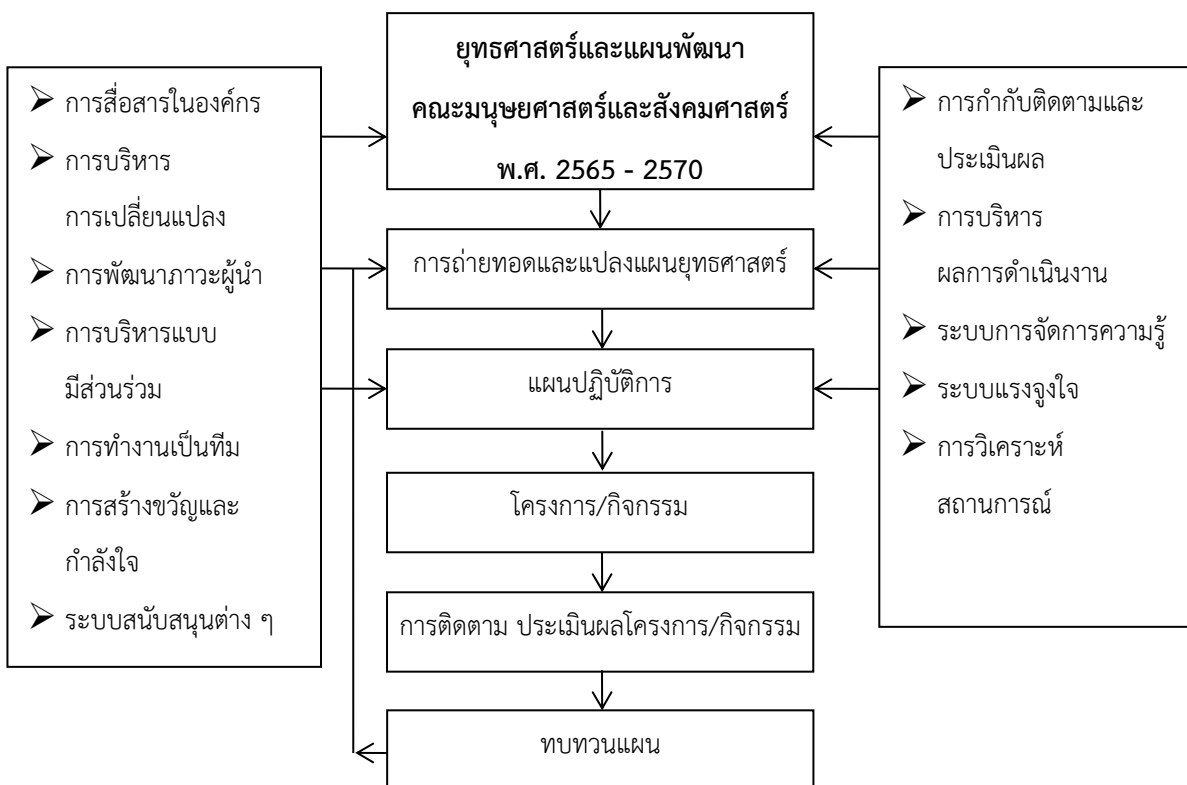 ยุทธศาสตร์และแผนพัฒนา
คณะมนุษยศาสตร์และสังคมศาสตร์
พ.ศ. 2565 - 2570
➢ การสื่อสารในองค์กร
➢ การบริหาร
การเปลี่ยนแปลง
➢ การพัฒนาภาวะผู้นำ
➢ การบริหารแบบ
มีส่วนร่วม
➢ การทำงานเป็นทีม
➢ การสร้างขวัญและ
กำลังใจ
➢ ระบบสนับสนุนต่าง ๆ
การถ่ายทอดและแปลงแผนยุทธศาสตร์
แผนปฏิบัติการ
โครงการ/กิจกรรม
การติดตาม ประเมินผลโครงการ/กิจกรรม
ทบทวนแผน
➢ การกำกับติดตามและ
ประเมินผล
➢ การบริหาร
ผลการดำเนินงาน
➢ ระบบการจัดการความรู้
➢ ระบบแรงจูงใจ
➢ การวิเคราะห์
สถานการณ์